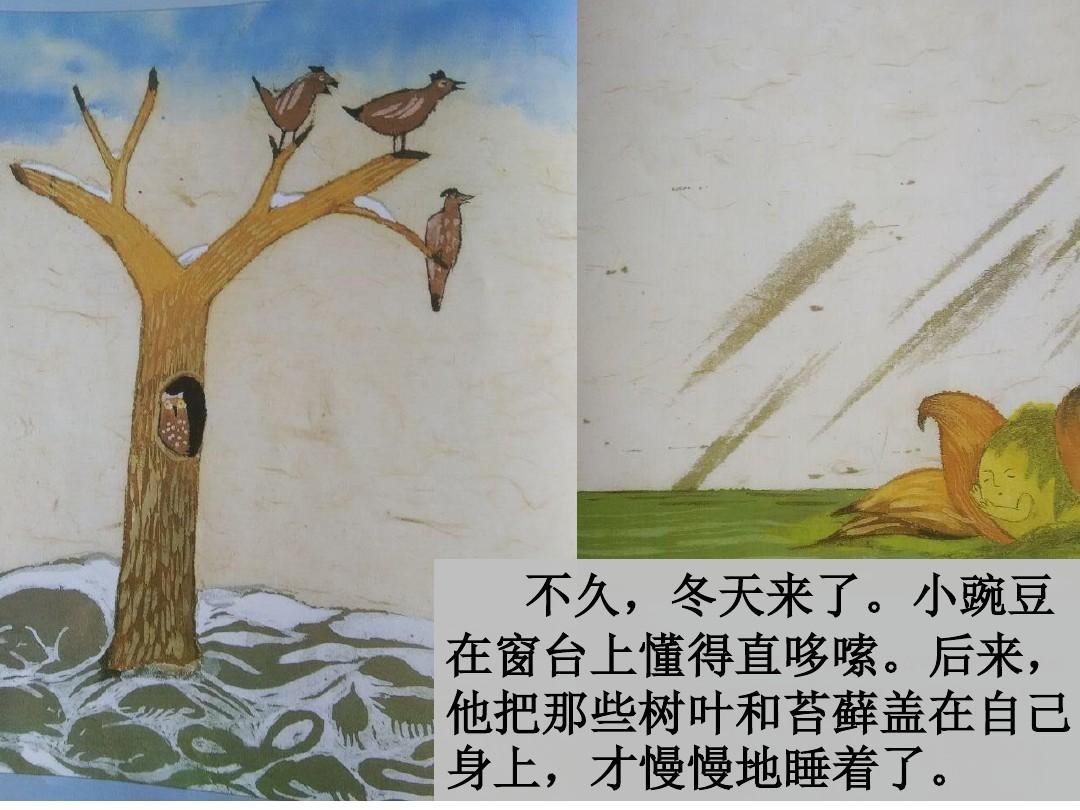 不久，冬天来了。小豌豆
在窗台上懂得直哆嗦。后来，
他把那些树叶和苔藓盖在自己
身上，才慢慢地睡着了。